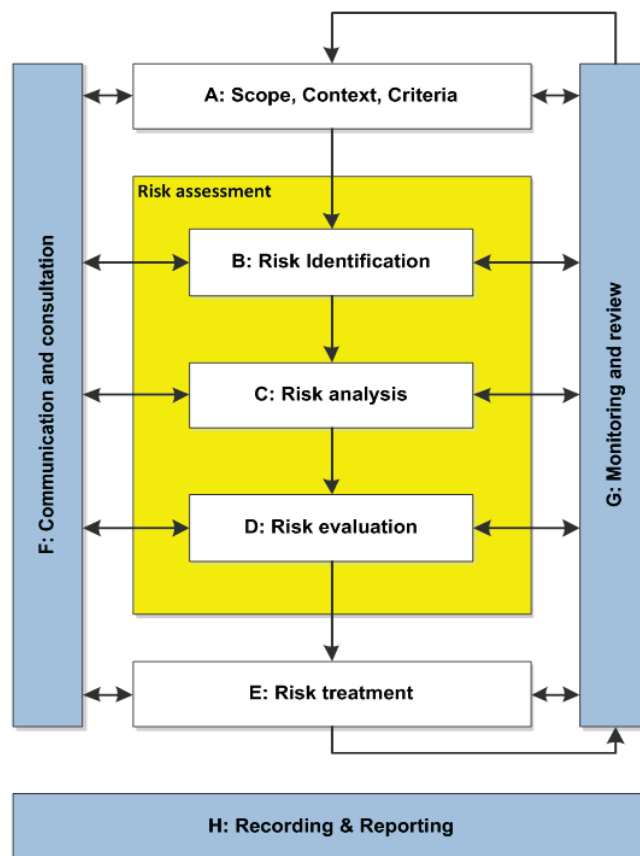 A: Scope, Context, Criteria
Risk assessment
B: Risk Identification
C: Risk analysis
D: Risk evaluation
E: Risk treatment
F: Communication and consultation
G: Monitoring and review
H: Recording & Reporting